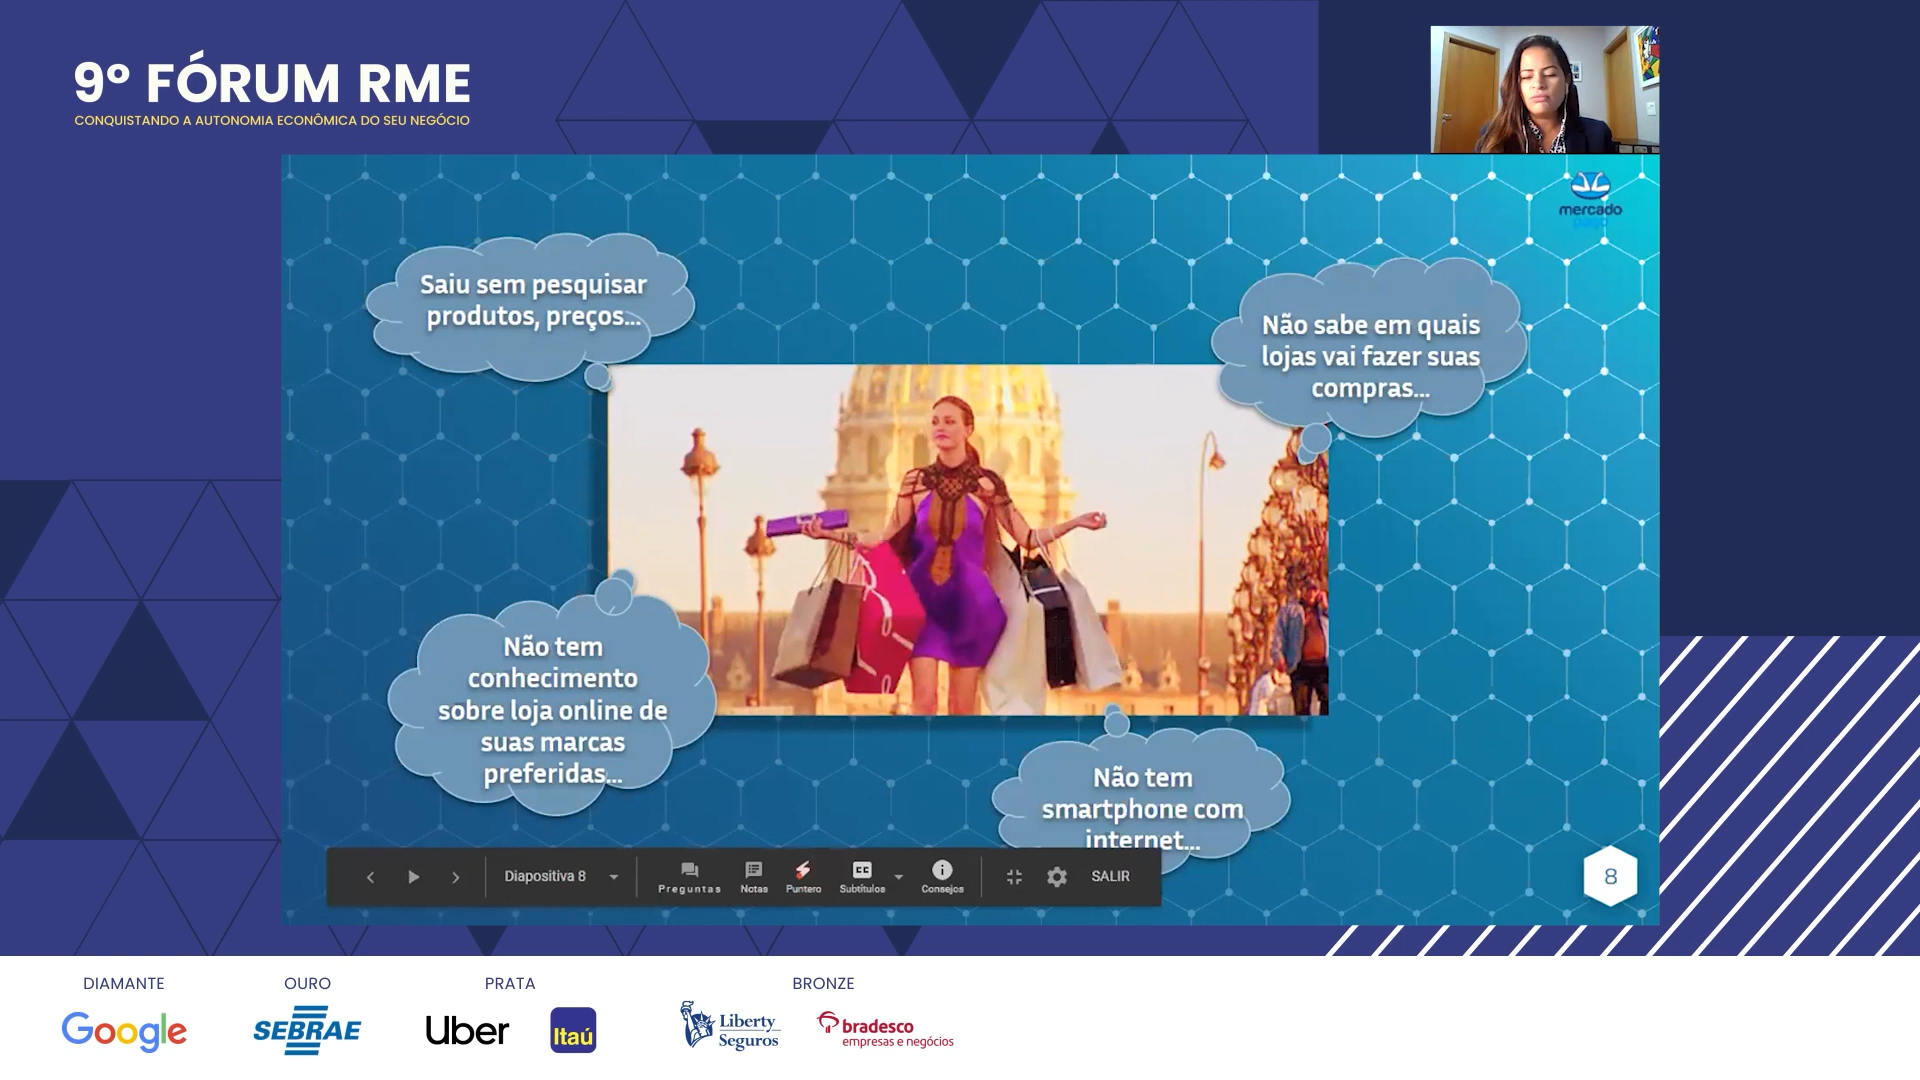 9º FÓRUM RME
CONQUISTANDO A AUTONOMIA ECONÔMICA DO SEU NEGÓCIO
mercado
pago
Saiu sem pesquisar
produtos, preços...
Não sabe em quais
lojas vai fazer suas
compras...
Não tem
conhecimento
sobre loja online de
suas marcas
preferidas...
Não tem
smartphone com
internet...
Diapositiva 8
Preguntas
Notas
Puntero
Subtítulos
Consejos
SALIR
8
DIAMANTE
OURO
PRATA
BRONZE
Google
SEBRAE
Uber
Itaú
Liberty
Seguros
bradesco
empresas e negócios